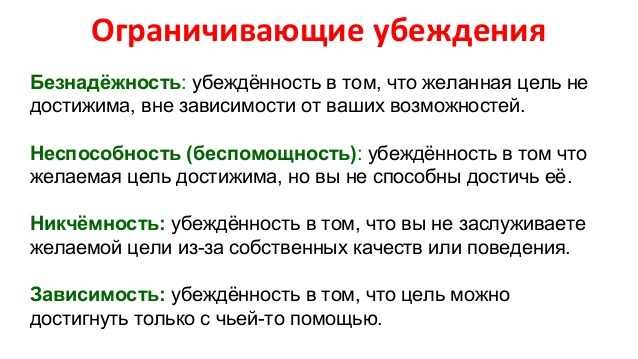 Ограничивающие убеждения
Безнадёжность: убеждённость в том, что желанная цель не
достижима, вне зависимости от ваших возможностей.
Неспособность (беспомощность): убеждённость в том что
желаемая цель достижима, но вы не способны достичь её.
Никчёмность: убеждённость в том, что вы не заслуживаете
желаемой цели из-за собственных качеств или поведения.
Зависимость: убеждённость в том, что цель можно
достигнуть только с чьей-то помощью.